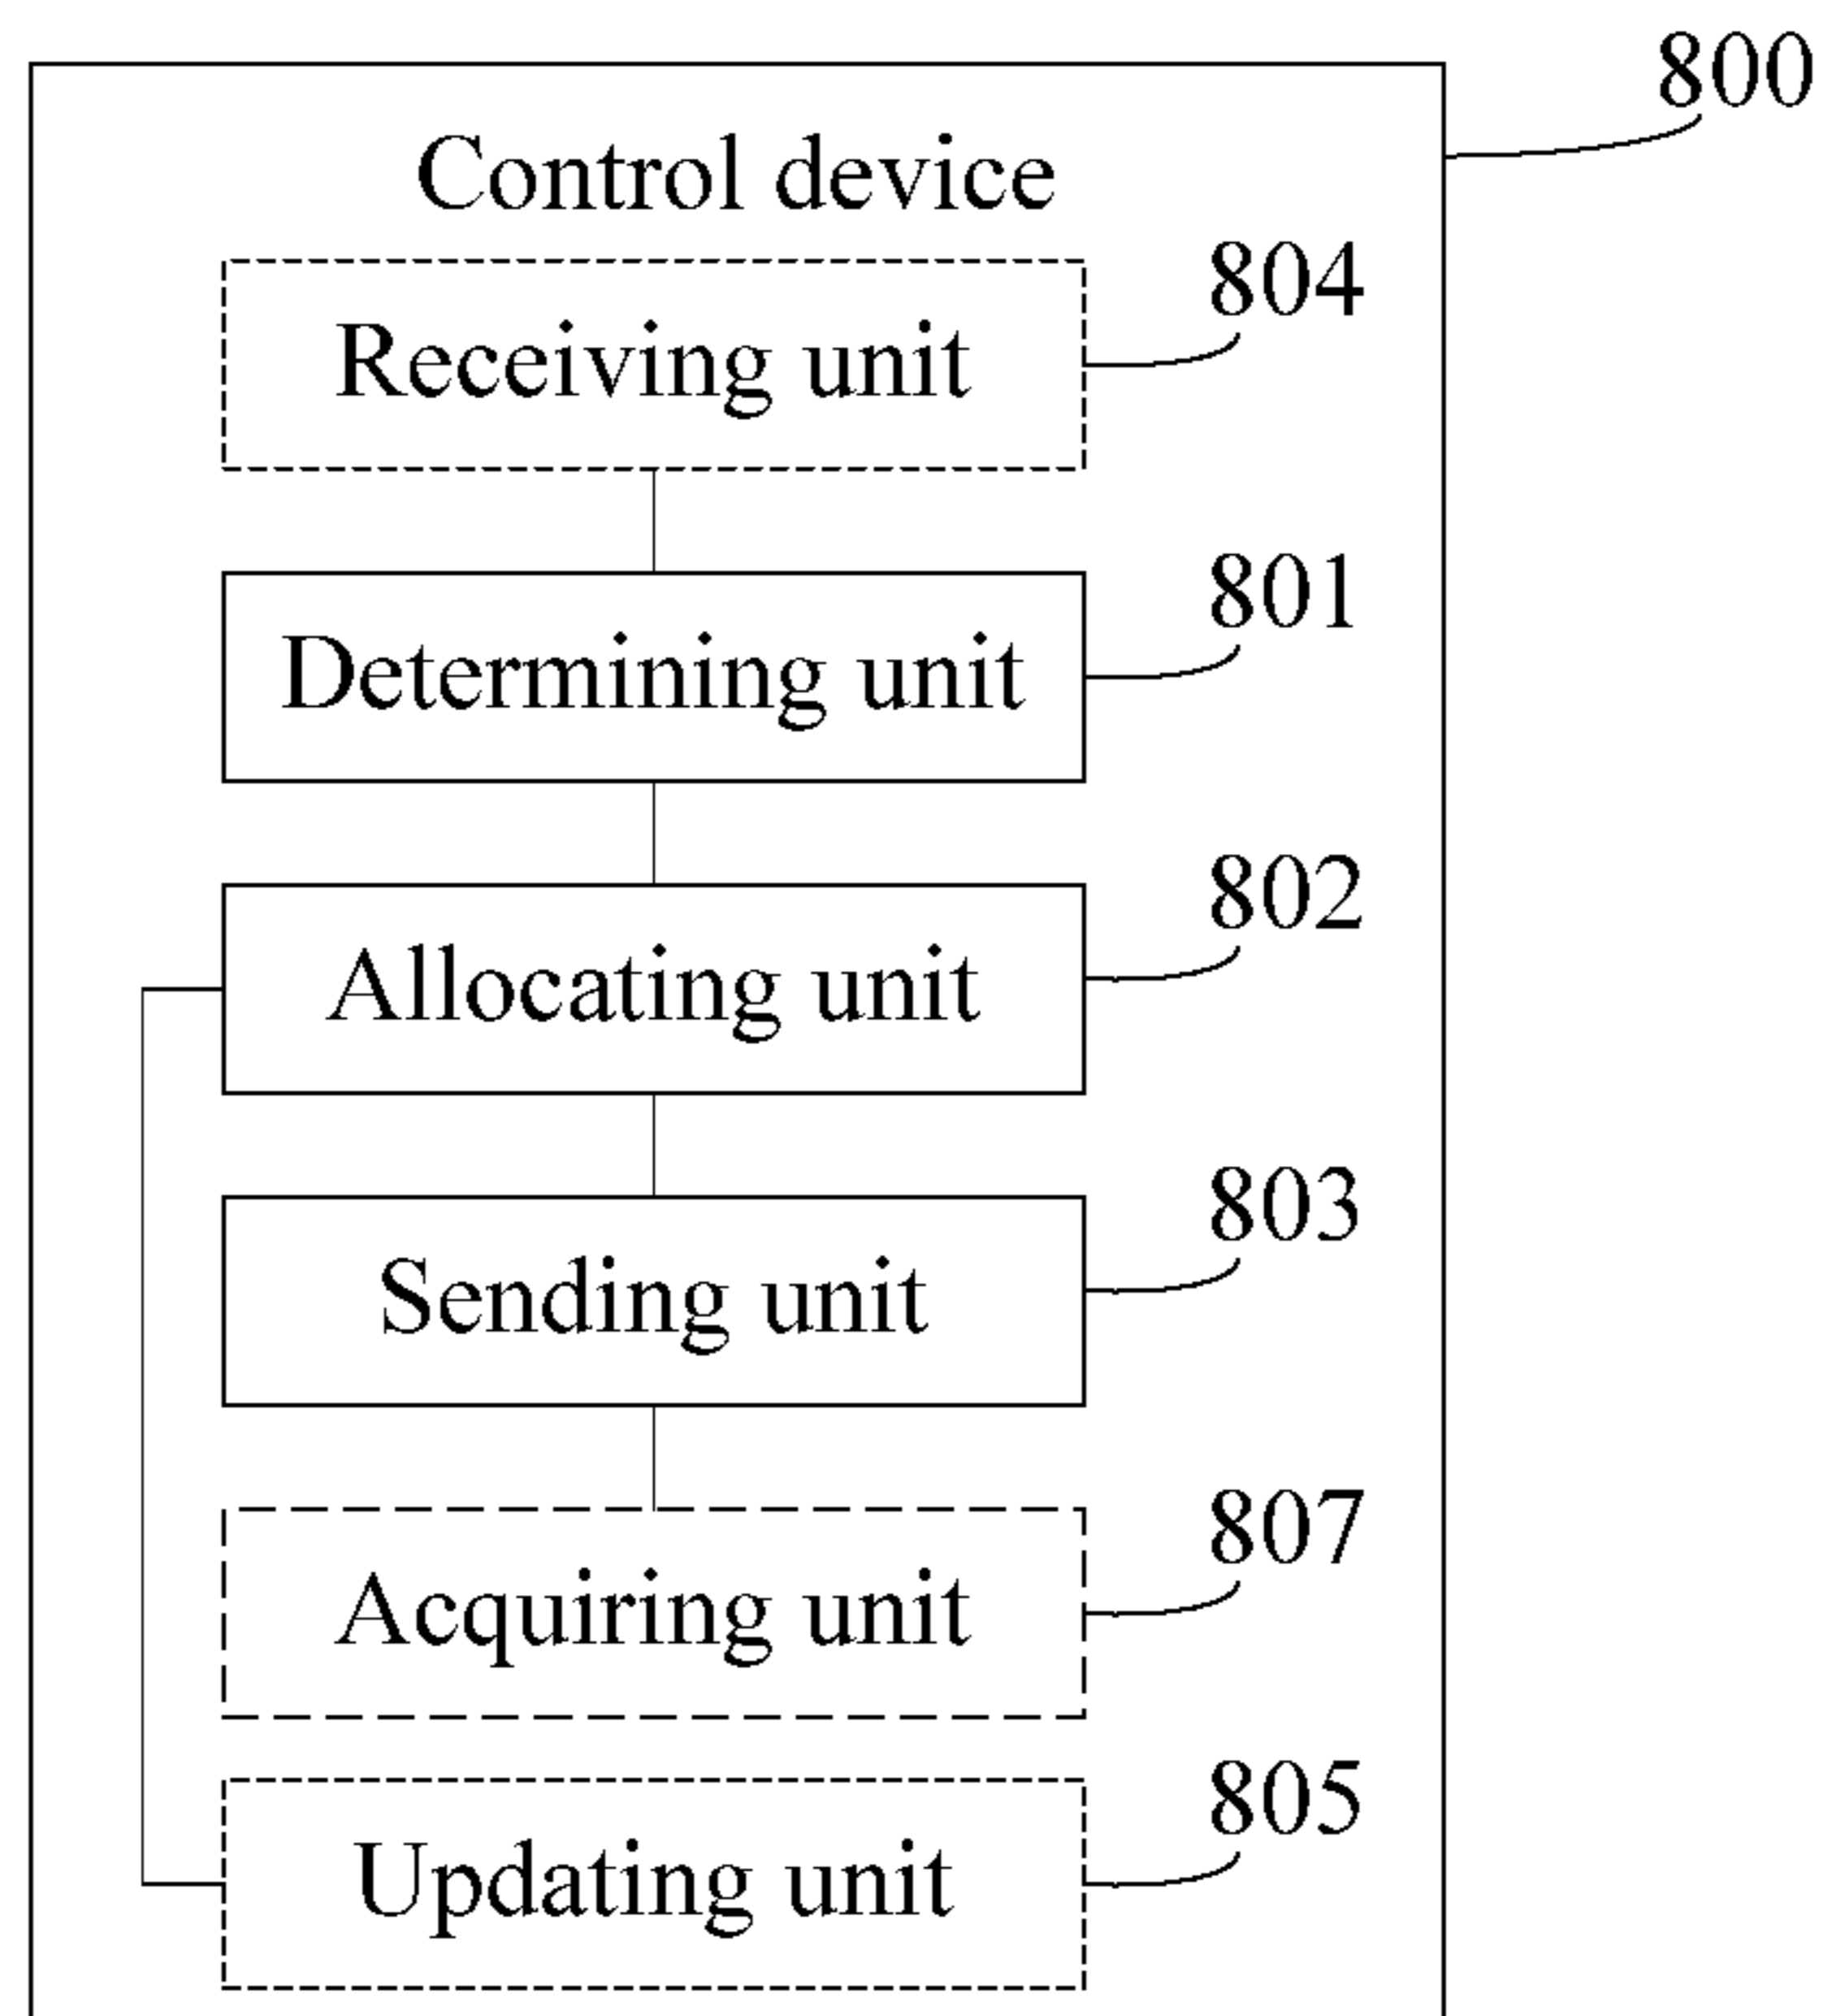 800
Control device
804
Receiving unit
801
Determining unit
802
Allocating unit
803
Sending unit
807
Acquiring unit
805
Updating unit